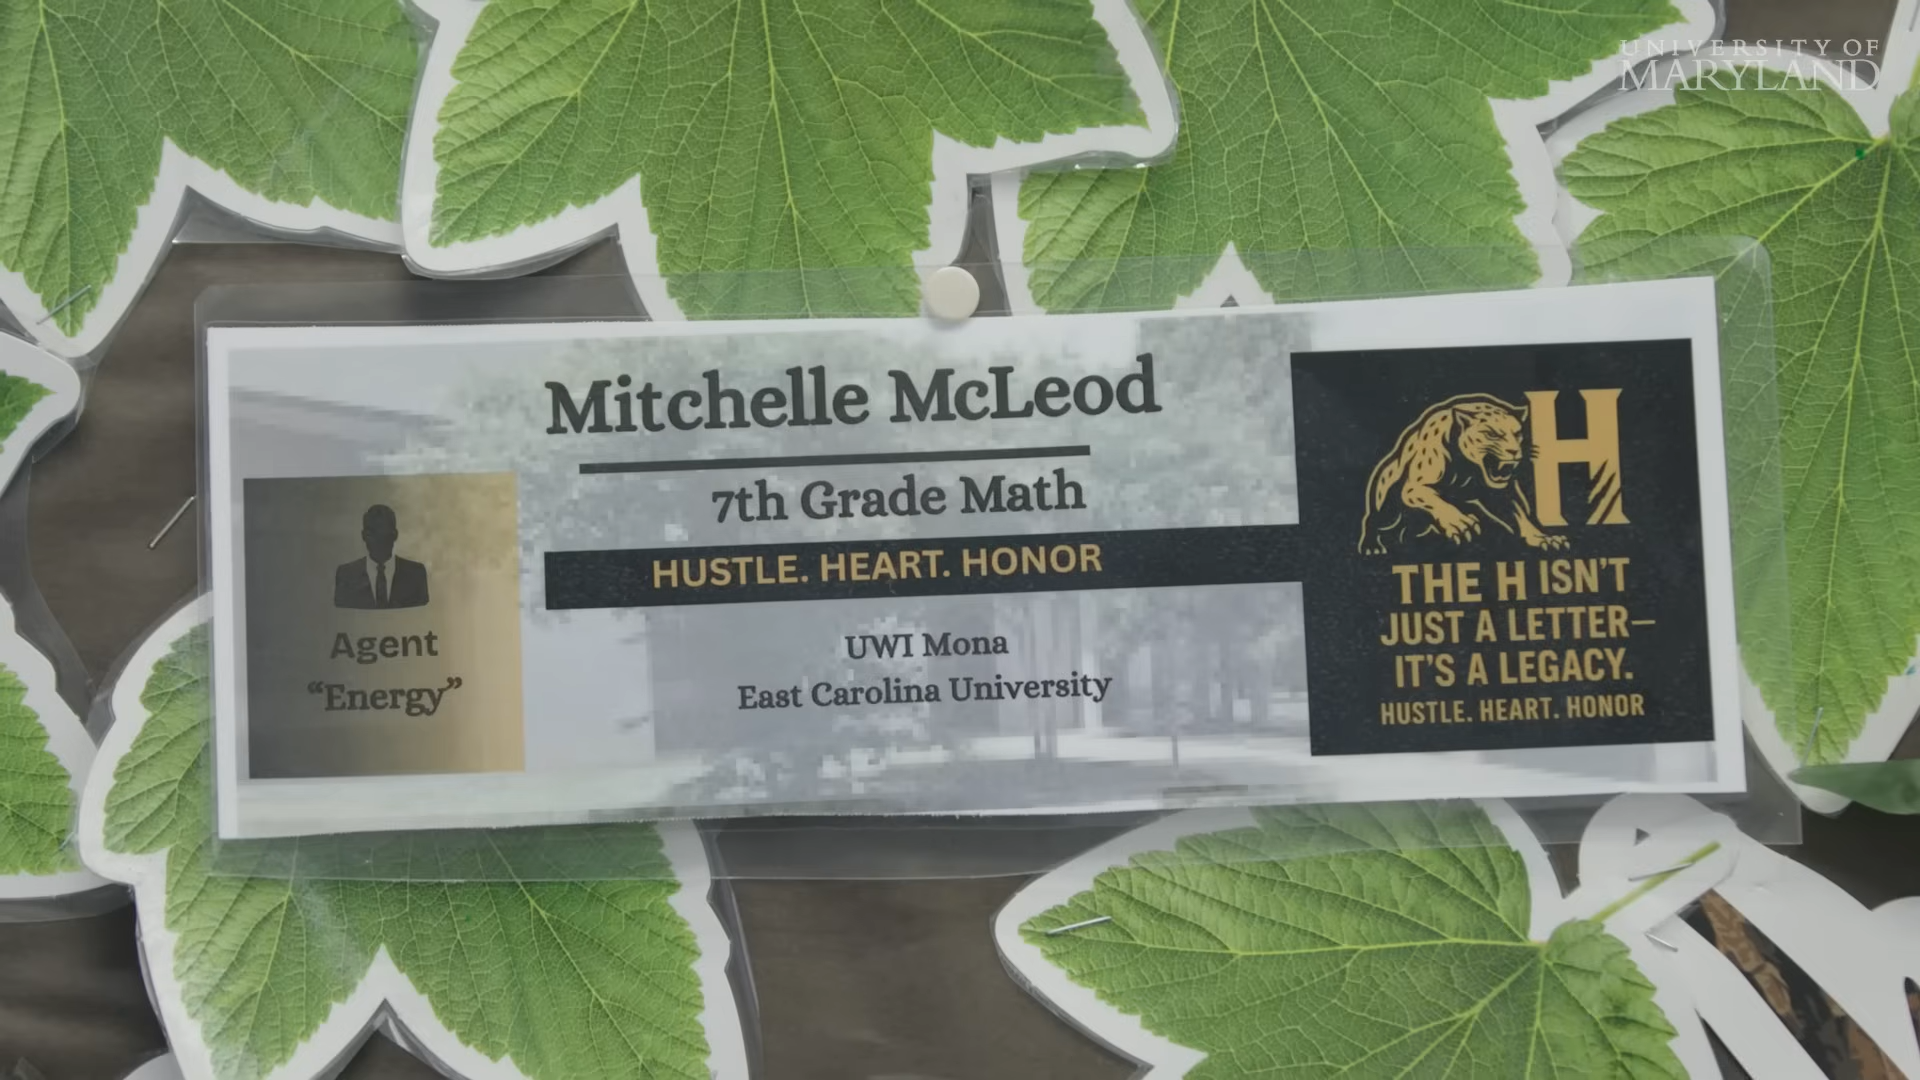 UNIVERSITY OF
MARYLAND
Mitchelle McLeod
7th Grade Math
HUSTLE. HEART. HONOR
UWI Mona
East Carolina University
Agent
“Energy”
H
THE H ISN'T
JUST A LETTER—
IT'S A LEGACY.
HUSTLE. HEART. HONOR